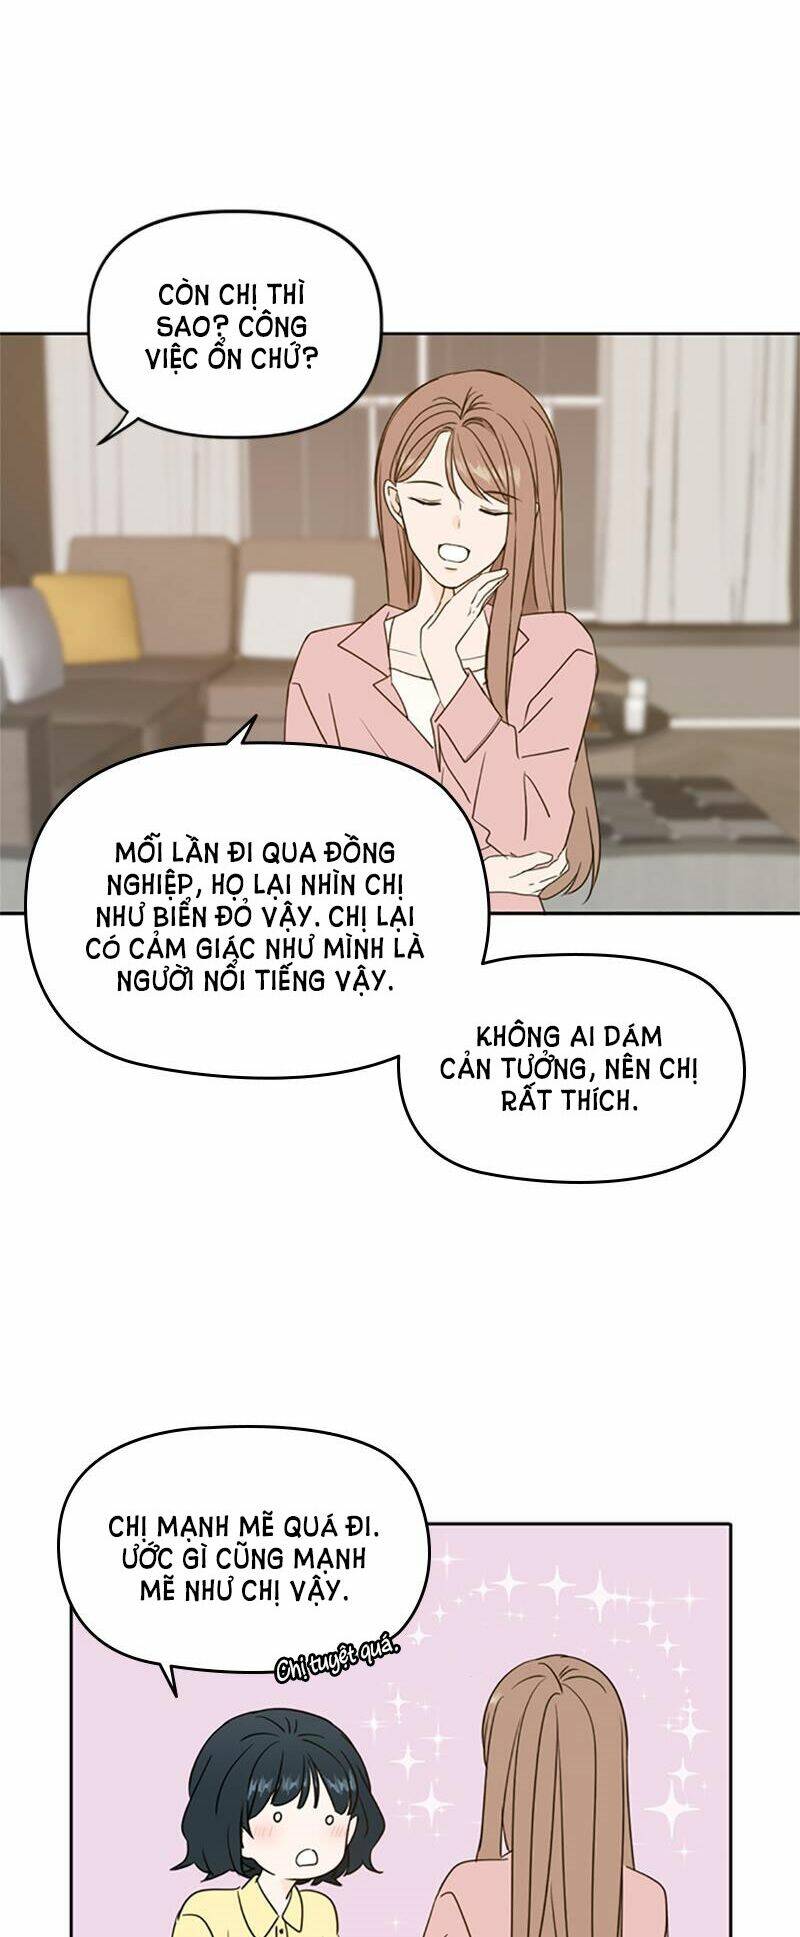 CÒN CHỊ THÌ
SAO? CÔNG
VIỆC ỔN CHỨ?
MỖI LẦN ĐI QUA ĐỒNG
NGHIỆP, HỌ LẠI NHÌN CHỊ
NHƯ BIỂN ĐỎ VẬY. CHỊ LẠI
CÓ CẢM GIÁC NHƯ MÌNH LÀ
NGƯỜI NỔI TIẾNG VẬY.
KHÔNG AI DÁM
CẢN TƯỞNG, NÊN CHỊ
RẤT THÍCH.
CHỊ MẠNH MẼ QUÁ ĐI.
ƯỚC GÌ CŨNG MẠNH
MẼ NHƯ CHỊ VẬY.
Chị tuyệt quá.